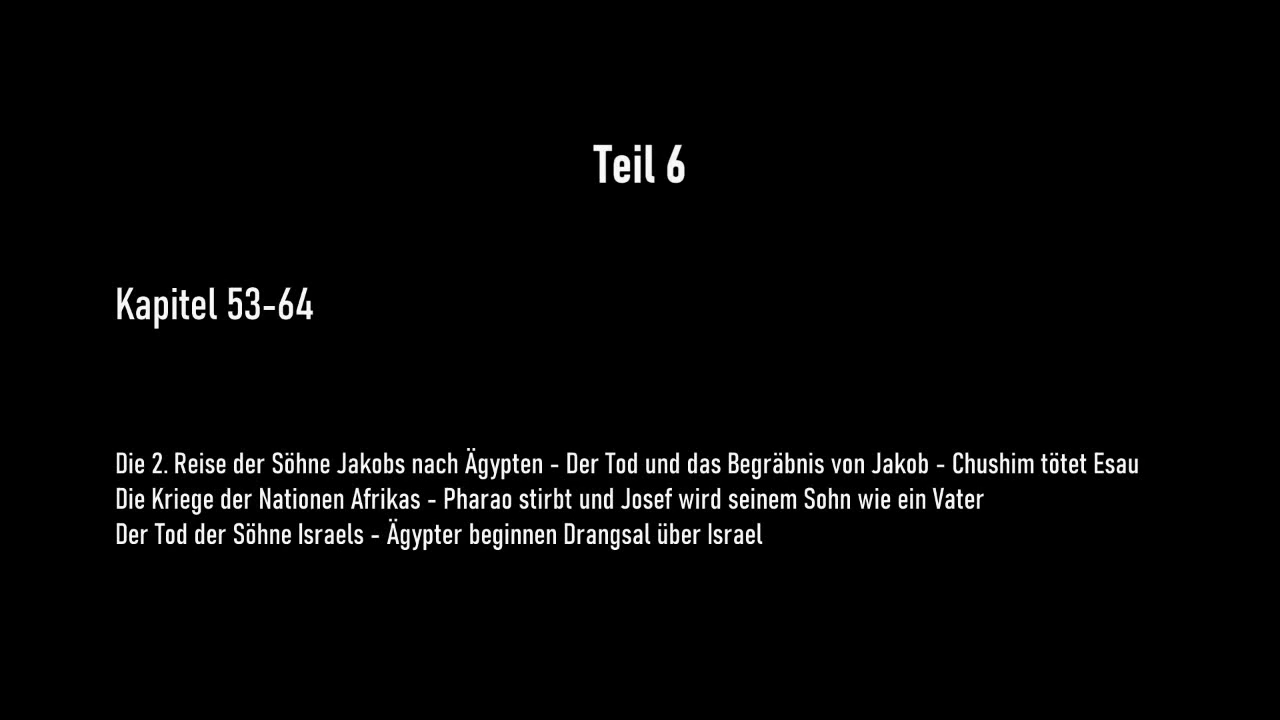 Teil 6
Kapitel 53-64
Die 2. Reise der Söhne Jakobs nach Ägypten - Der Tod und das Begräbnis von Jakob - Chushim tötet Esau
Die Kriege der Nationen Afrikas - Pharao stirbt und Josef wird seinem Sohn wie ein Vater
Der Tod der Söhne Israels - Ägypter beginnen Drangsal über Israel